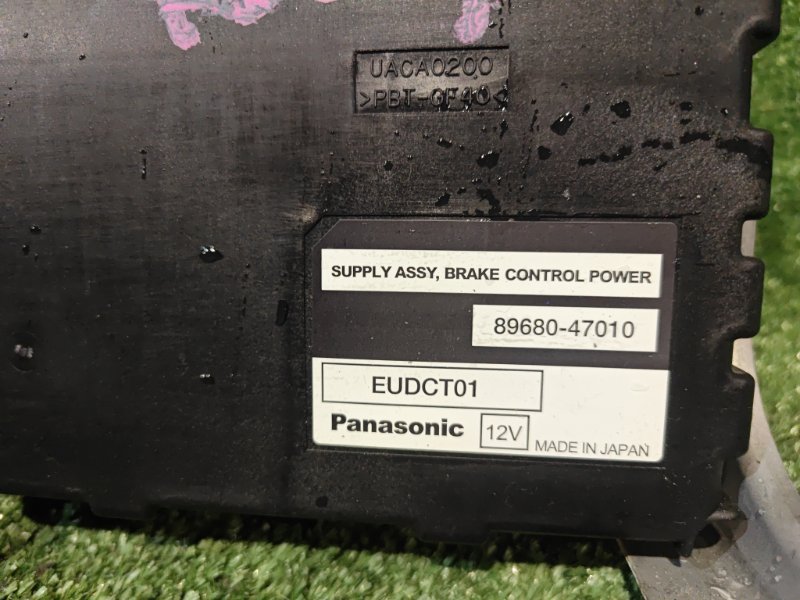 UACA0200
>PBT-GF40<
SUPPLY ASSY, BRAKE CONTROL POWER
89680-47010
EUDCT01
Panasonic 12V MADE IN JAPAN